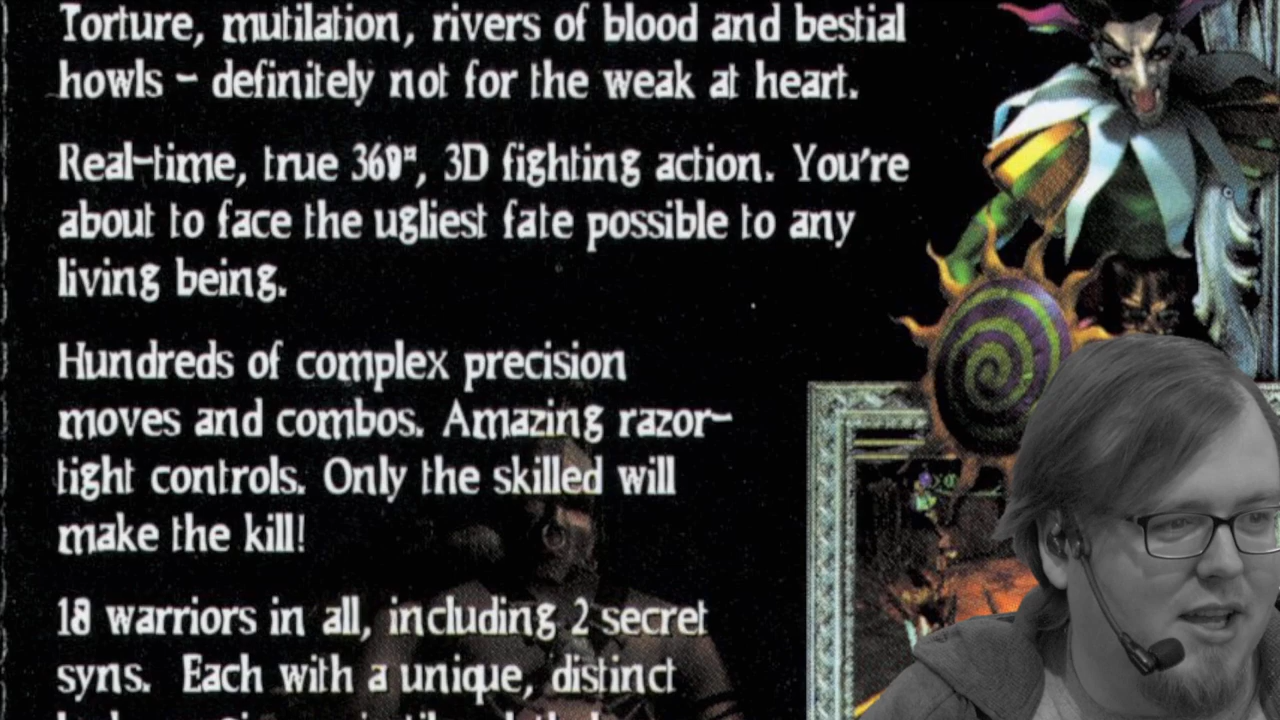 Torture, mutilation, rivers of blood and bestial
howls - definitely not for the weak at heart.
Real-time, true 360°, 3D fighting action. You're
about to face the ugliest fate possible to any
living being.
Hundreds of complex precision
moves and combos. Amazing razor-
tight controls. Only the skilled will
make the kill!
18 warriors in all, including 2 secret
syns. Each with a unique, distinct